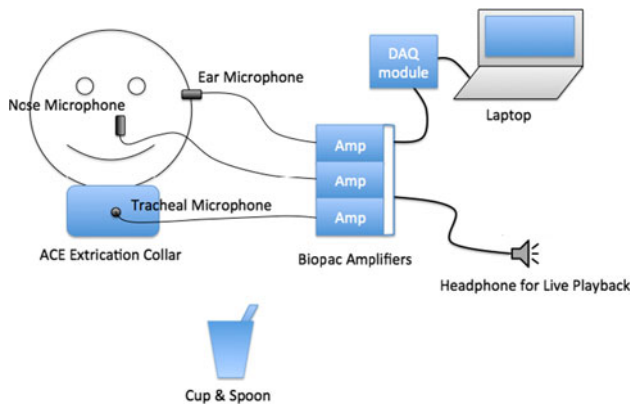 Ear Microphone
Nose Microphone
Tracheal Microphone
ACE Extrication Collar
Amp
Amp
Amp
Biopac Amplifiers
DAQ
module
Laptop
Headphone for Live Playback
Cup & Spoon